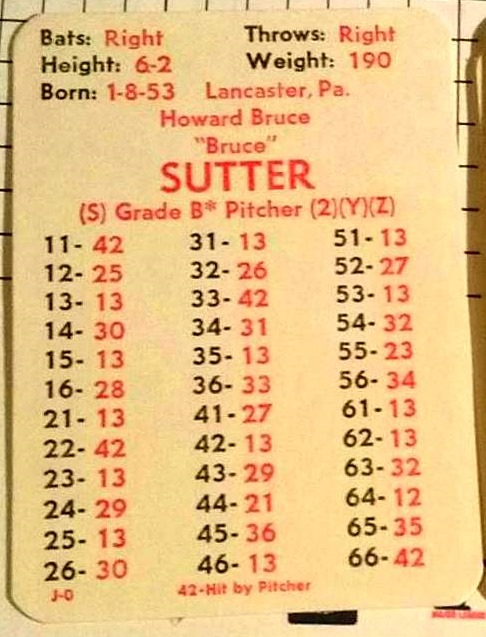 Bats: Right Throws: Right
Height: 6-2 Weight: 190
Born: 1-8-53 Lancaster, Pa.
Howard Bruce
"Bruce"
SUTTER
(S) Grade B* Pitcher (2)(Y)(Z)
11- 42 31- 13 51- 13
12- 25 32- 26 52- 27
13- 13 33- 42 53- 13
14- 30 34- 31 54- 32
15- 13 35- 13 55- 23
16- 28 36- 33 56- 34
21- 13 41- 27 61- 13
22- 42 42- 13 62- 13
23- 13 43- 29 63- 32
24- 29 44- 21 64- 12
25- 13 45- 36 65- 35
26- 30 46- 13 66- 42
J-0 42-Hit by Pitcher